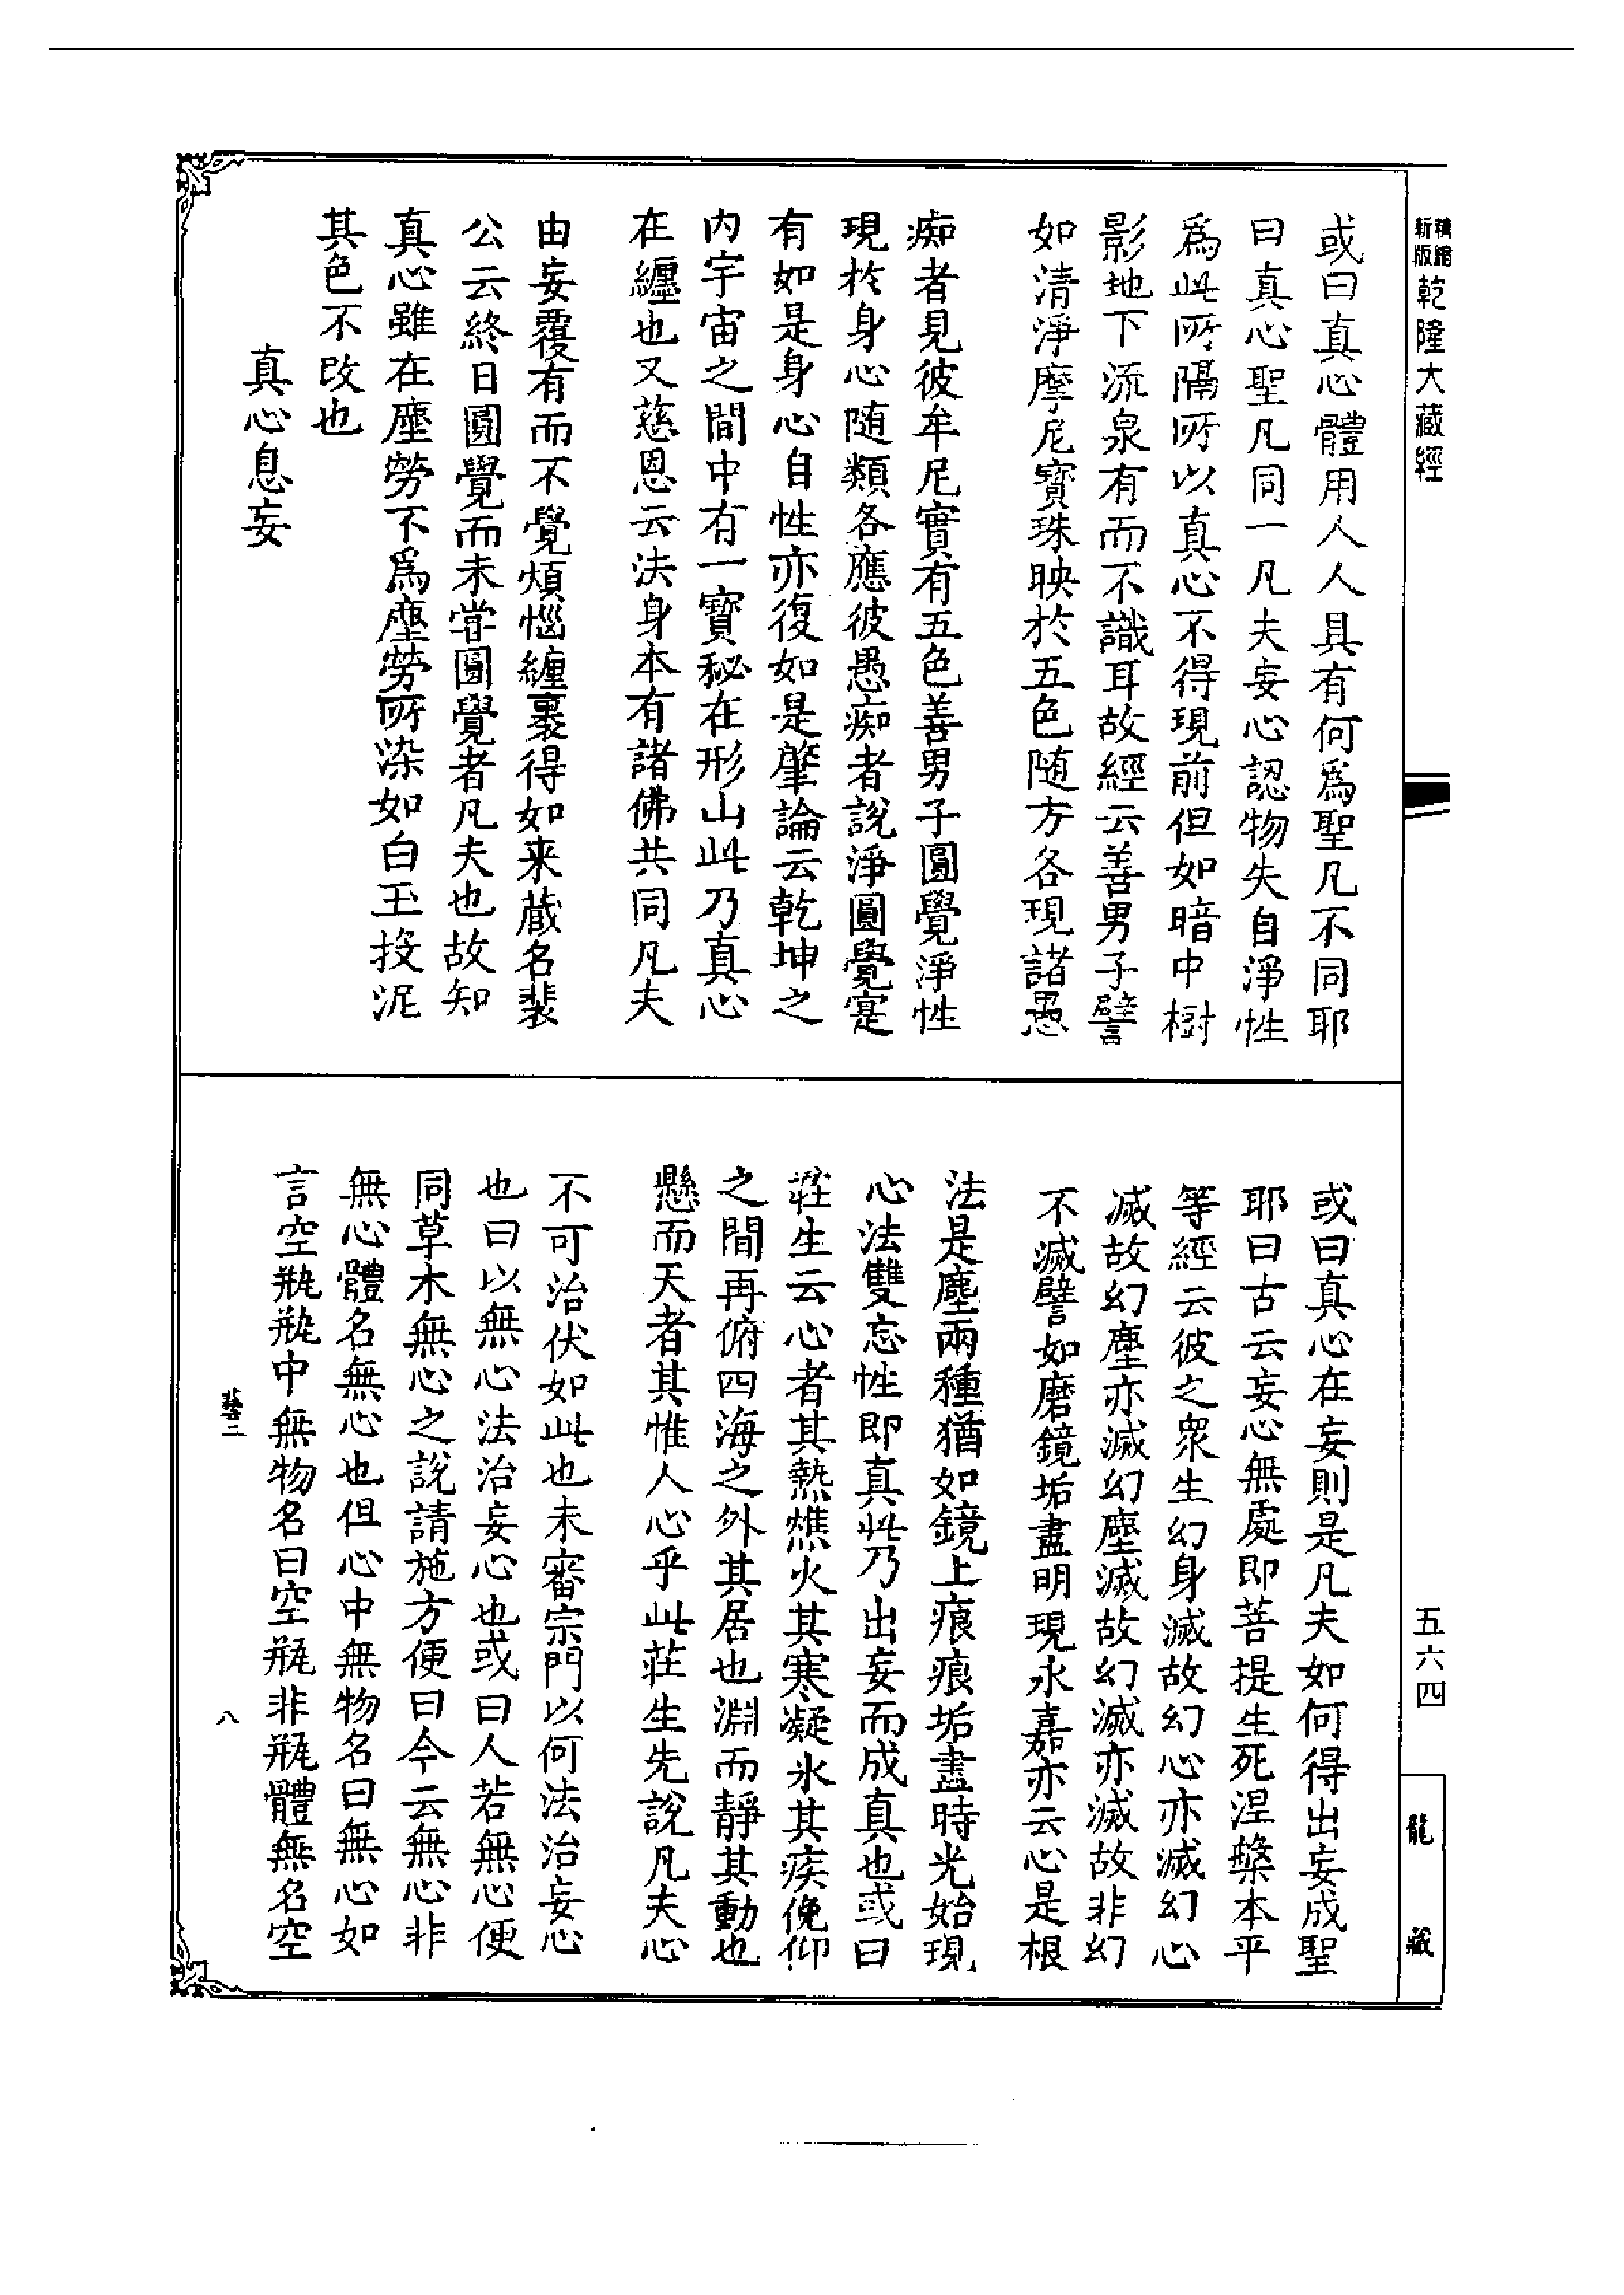 精縮新版乾隆大藏經
或曰真心體用人人具有何爲聖凡不同耶
曰真心聖凡同一凡夫妄心認物失自淨性
爲此所隔所以真心不得現前但如暗中樹
影地下流泉有而不識耳故經云善男子譬
如清淨摩尼寶珠映於五色随方各現諸愚
痴者見彼牟尼實有五色善男子圓覺淨性
現於身心随類各應彼愚痴者說淨圓覺寔
有如是身心自性亦復如是肇論云乾坤之
内宇宙之間中有一寶秘在形山此乃真心
在纏也又慈恩云法身本有諸佛共同凡夫
由妄覆有而不覺煩惱纏裹得如来藏名裴
公云終日圓覺而未甞圓覺者凡夫也故知
真心雖在塵勞不爲塵勞所染如白玉投泥
其色不改也
真心息妄
或曰真心在妄則是凡夫如何得出妄成聖
耶曰古云妄心無處即菩提生死涅槃本平
等經云彼之衆生幻身滅故幻心亦滅幻心
滅故幻塵亦滅幻塵滅故幻滅亦滅故非幻
不滅譬如磨鏡垢盡明現永嘉亦云心是根
法是塵兩種猶如鏡上痕痕垢盡時光始現
心法雙忘性即真此乃出妄而成真也或曰
莊生云心者其熱燋火其寒凝氷其疾俛仰
之間再俯四海之外其居也淵而靜其動也
懸而天者其惟人心乎此莊生先說凡夫心
不可治伏如此也未審宗門以何法治妄心
也曰以無心法治妄心也或曰人若無心便
同草木無心之說請施方便曰今云無心非
無心體名無心也但心中無物名曰無心如
言空瓶瓶中無物名曰空瓶非瓶體無名空
八
五六四
龍藏